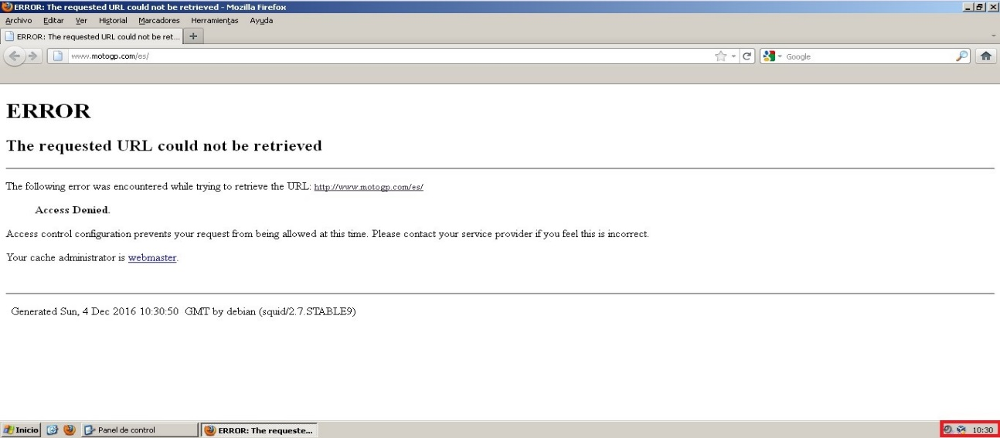 ERROR: The requested URL could not be retrieved - Mozilla Firefox
Archivo Editar Ver Historial Marcadores Herramientas Ayuda
ERROR: The requested URL could not be ret... +
www.motogp.com/es/ Google
ERROR
The requested URL could not be retrieved
The following error was encountered while trying to retrieve the URL: http://www.motogp.com/es/
Access Denied.
Access control configuration prevents your request from being allowed at this time. Please contact your service provider if you feel this is incorrect.
Your cache administrator is webmaster.
Generated Sun, 4 Dec 2016 10:30:50 GMT by debian (squid/2.7.STABLE9)
Inicio Panel de control ERROR: The requeste... 10:30